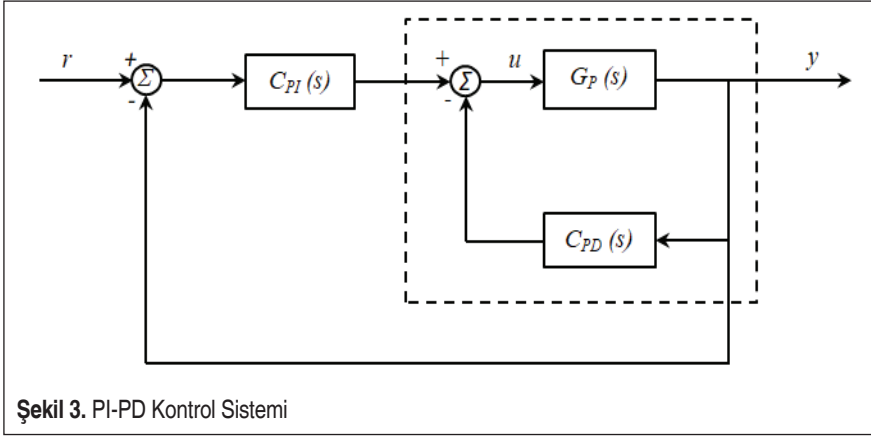 r
+
Σ
-
C_PI (s)
+
Σ
-
u
G_P (s)
y
C_PD (s)
Şekil 3. PI-PD Kontrol Sistemi